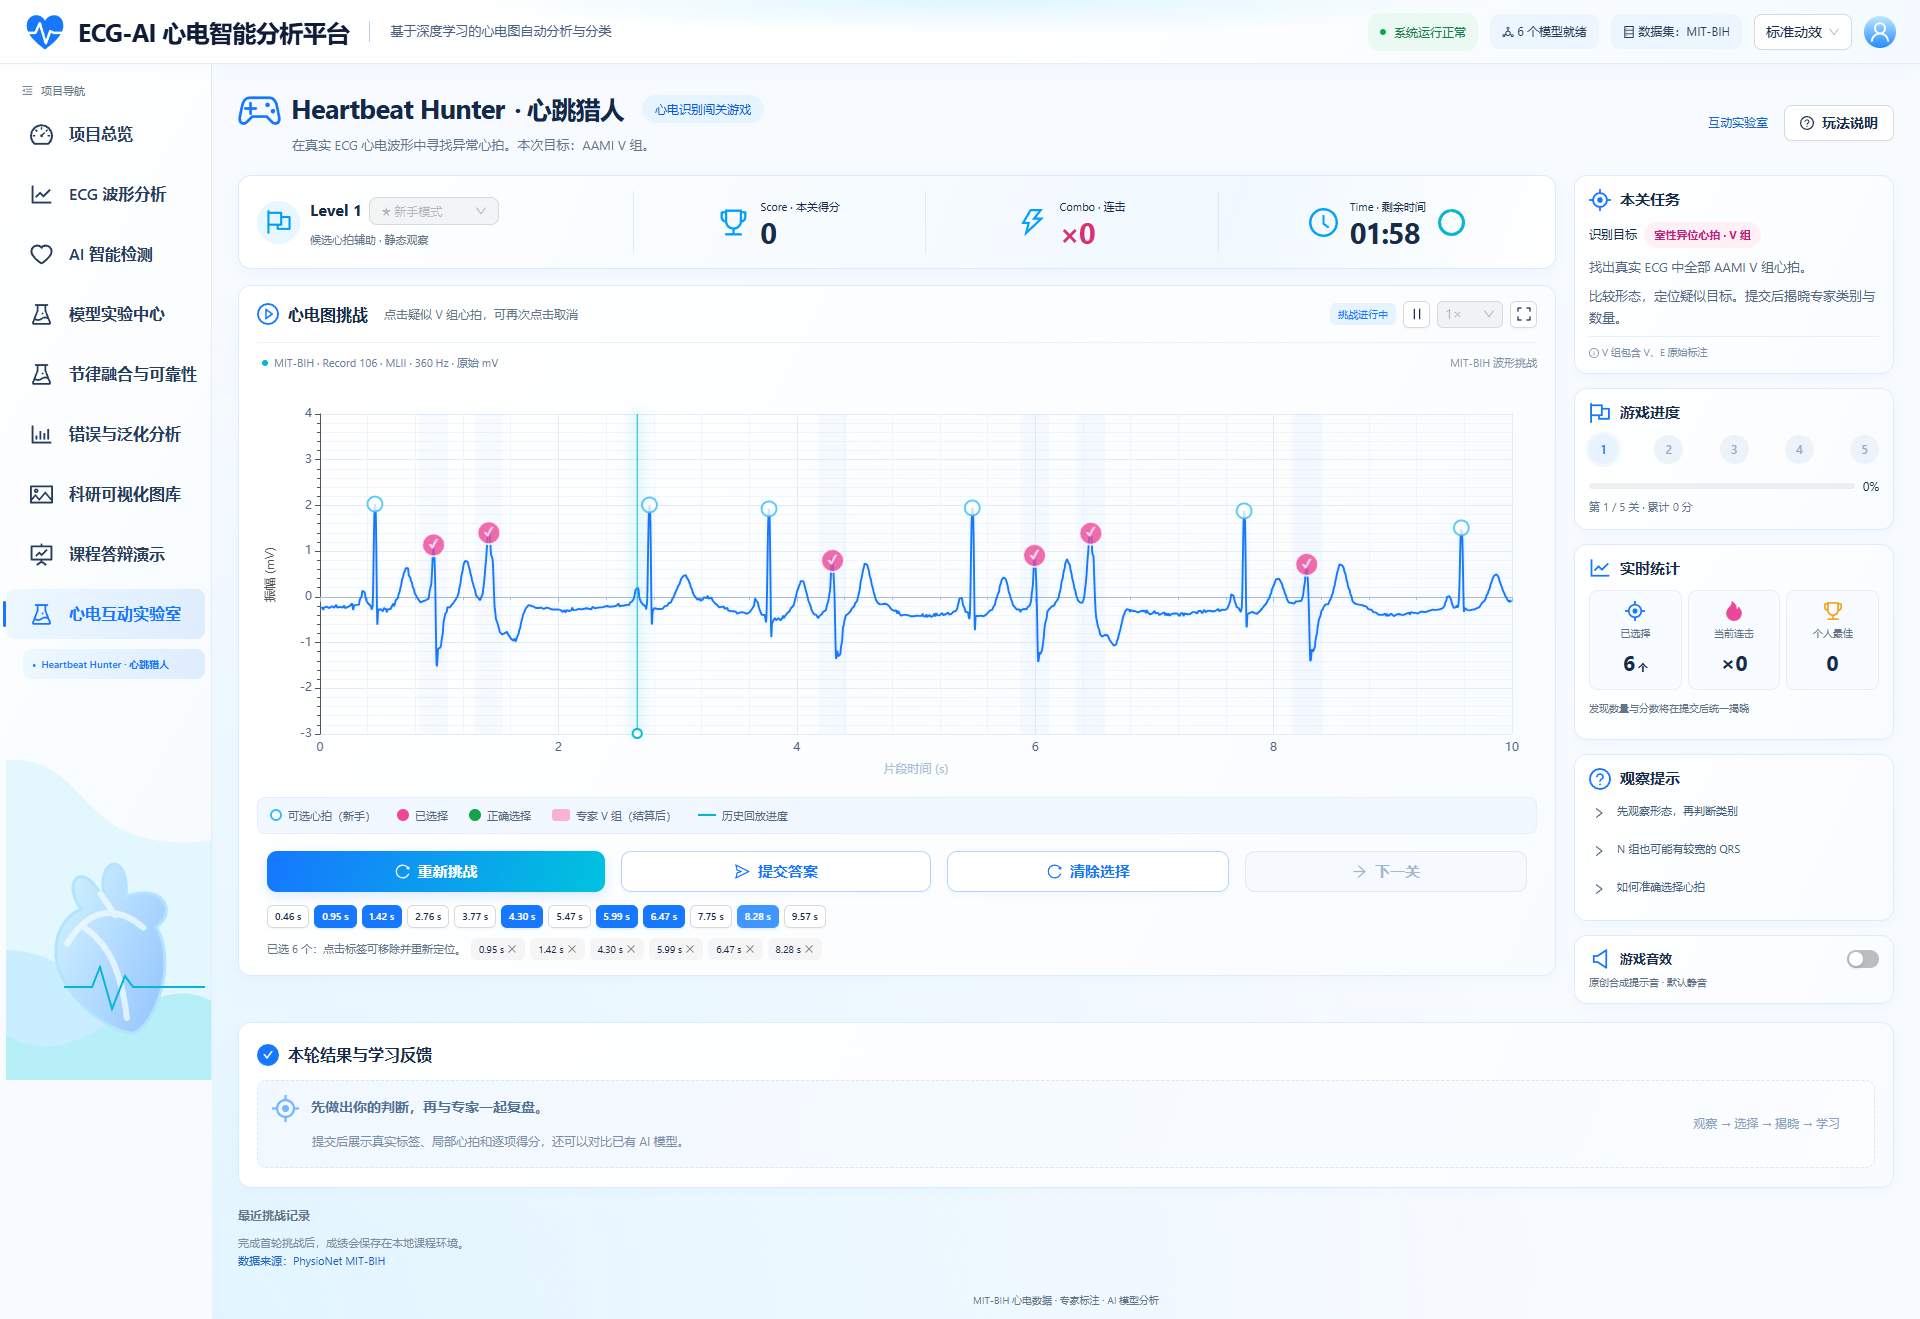 ECG-AI 心电智能分析平台
基于深度学习的心电图自动分析与分类
系统运行正常
6 个模型就绪
数据集：MIT-BIH
标准动效
项目导航
项目总览
ECG 波形分析
AI 智能检测
模型实验中心
节律融合与可靠性
错误与泛化分析
科研可视化图库
课程答辩演示
心电互动实验室
Heartbeat Hunter · 心跳猎人
Heartbeat Hunter · 心跳猎人
心电识别闯关游戏
在真实 ECG 心电波形中寻找异常心拍。本次目标：AAMI V 组。
互动实验室
玩法说明
Level 1
★ 新手模式
候选心拍辅助 · 静态观察
Score · 本关得分
0
Combo · 连击
×0
Time · 剩余时间
01:58
心电图挑战
点击疑似 V 组心拍，可再次点击取消
挑战进行中
1×
MIT-BIH · Record 106 · MLII · 360 Hz · 原始 mV
MIT-BIH 波形挑战
振幅 (mV)
4
3
2
1
0
-1
-2
-3
0
2
4
6
8
10
片段时间 (s)
可选心拍（新手）
已选择
正确选择
专家 V 组（结算后）
历史回放进度
重新挑战
提交答案
清除选择
下一关
0.46 s
0.95 s
1.42 s
2.76 s
3.77 s
4.30 s
5.47 s
5.99 s
6.47 s
7.75 s
8.28 s
9.57 s
已选 6 个：点击标签可移除并重新定位。
0.95 s ×
1.42 s ×
4.30 s ×
5.99 s ×
6.47 s ×
8.28 s ×
本关任务
识别目标
室性异位心拍 · V 组
找出真实 ECG 中全部 AAMI V 组心拍。
比较形态，定位疑似目标。提交后揭晓专家类别与
数量。
V 组包含 V、E 原始标注
游戏进度
1
2
3
4
5
0%
第 1 / 5 关 · 累计 0 分
实时统计
已选择
6 个
当前连击
×0
个人最佳
0
发现数量与分数将在提交后统一揭晓
观察提示
先观察形态，再判断类别
N 组也可能有较宽的 QRS
如何准确选择心拍
游戏音效
原创合成提示音 · 默认静音
本轮结果与学习反馈
先做出你的判断，再与专家一起复盘。
提交后展示真实标签、局部心拍和逐项得分，还可以对比已有 AI 模型。
观察 → 选择 → 揭晓 → 学习
最近挑战记录
完成首轮挑战后，成绩会保存在本地课程环境。
数据来源：PhysioNet MIT-BIH
MIT-BIH 心电数据 · 专家标注 · AI 模型分析